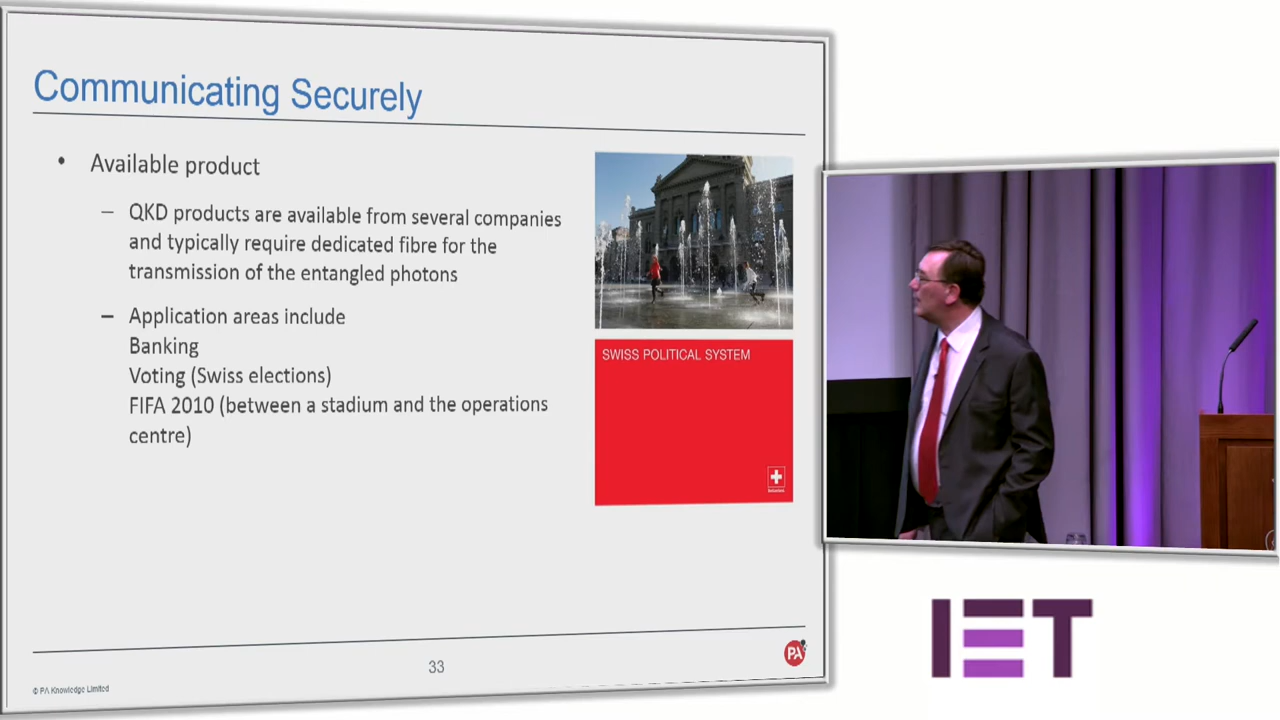 Communicating Securely
• Available product
– QKD products are available from several companies
and typically require dedicated fibre for the
transmission of the entangled photons
– Application areas include
Banking
Voting (Swiss elections)
FIFA 2010 (between a stadium and the operations
centre)
SWISS POLITICAL SYSTEM
33
PA
© PA Knowledge Limited
IET